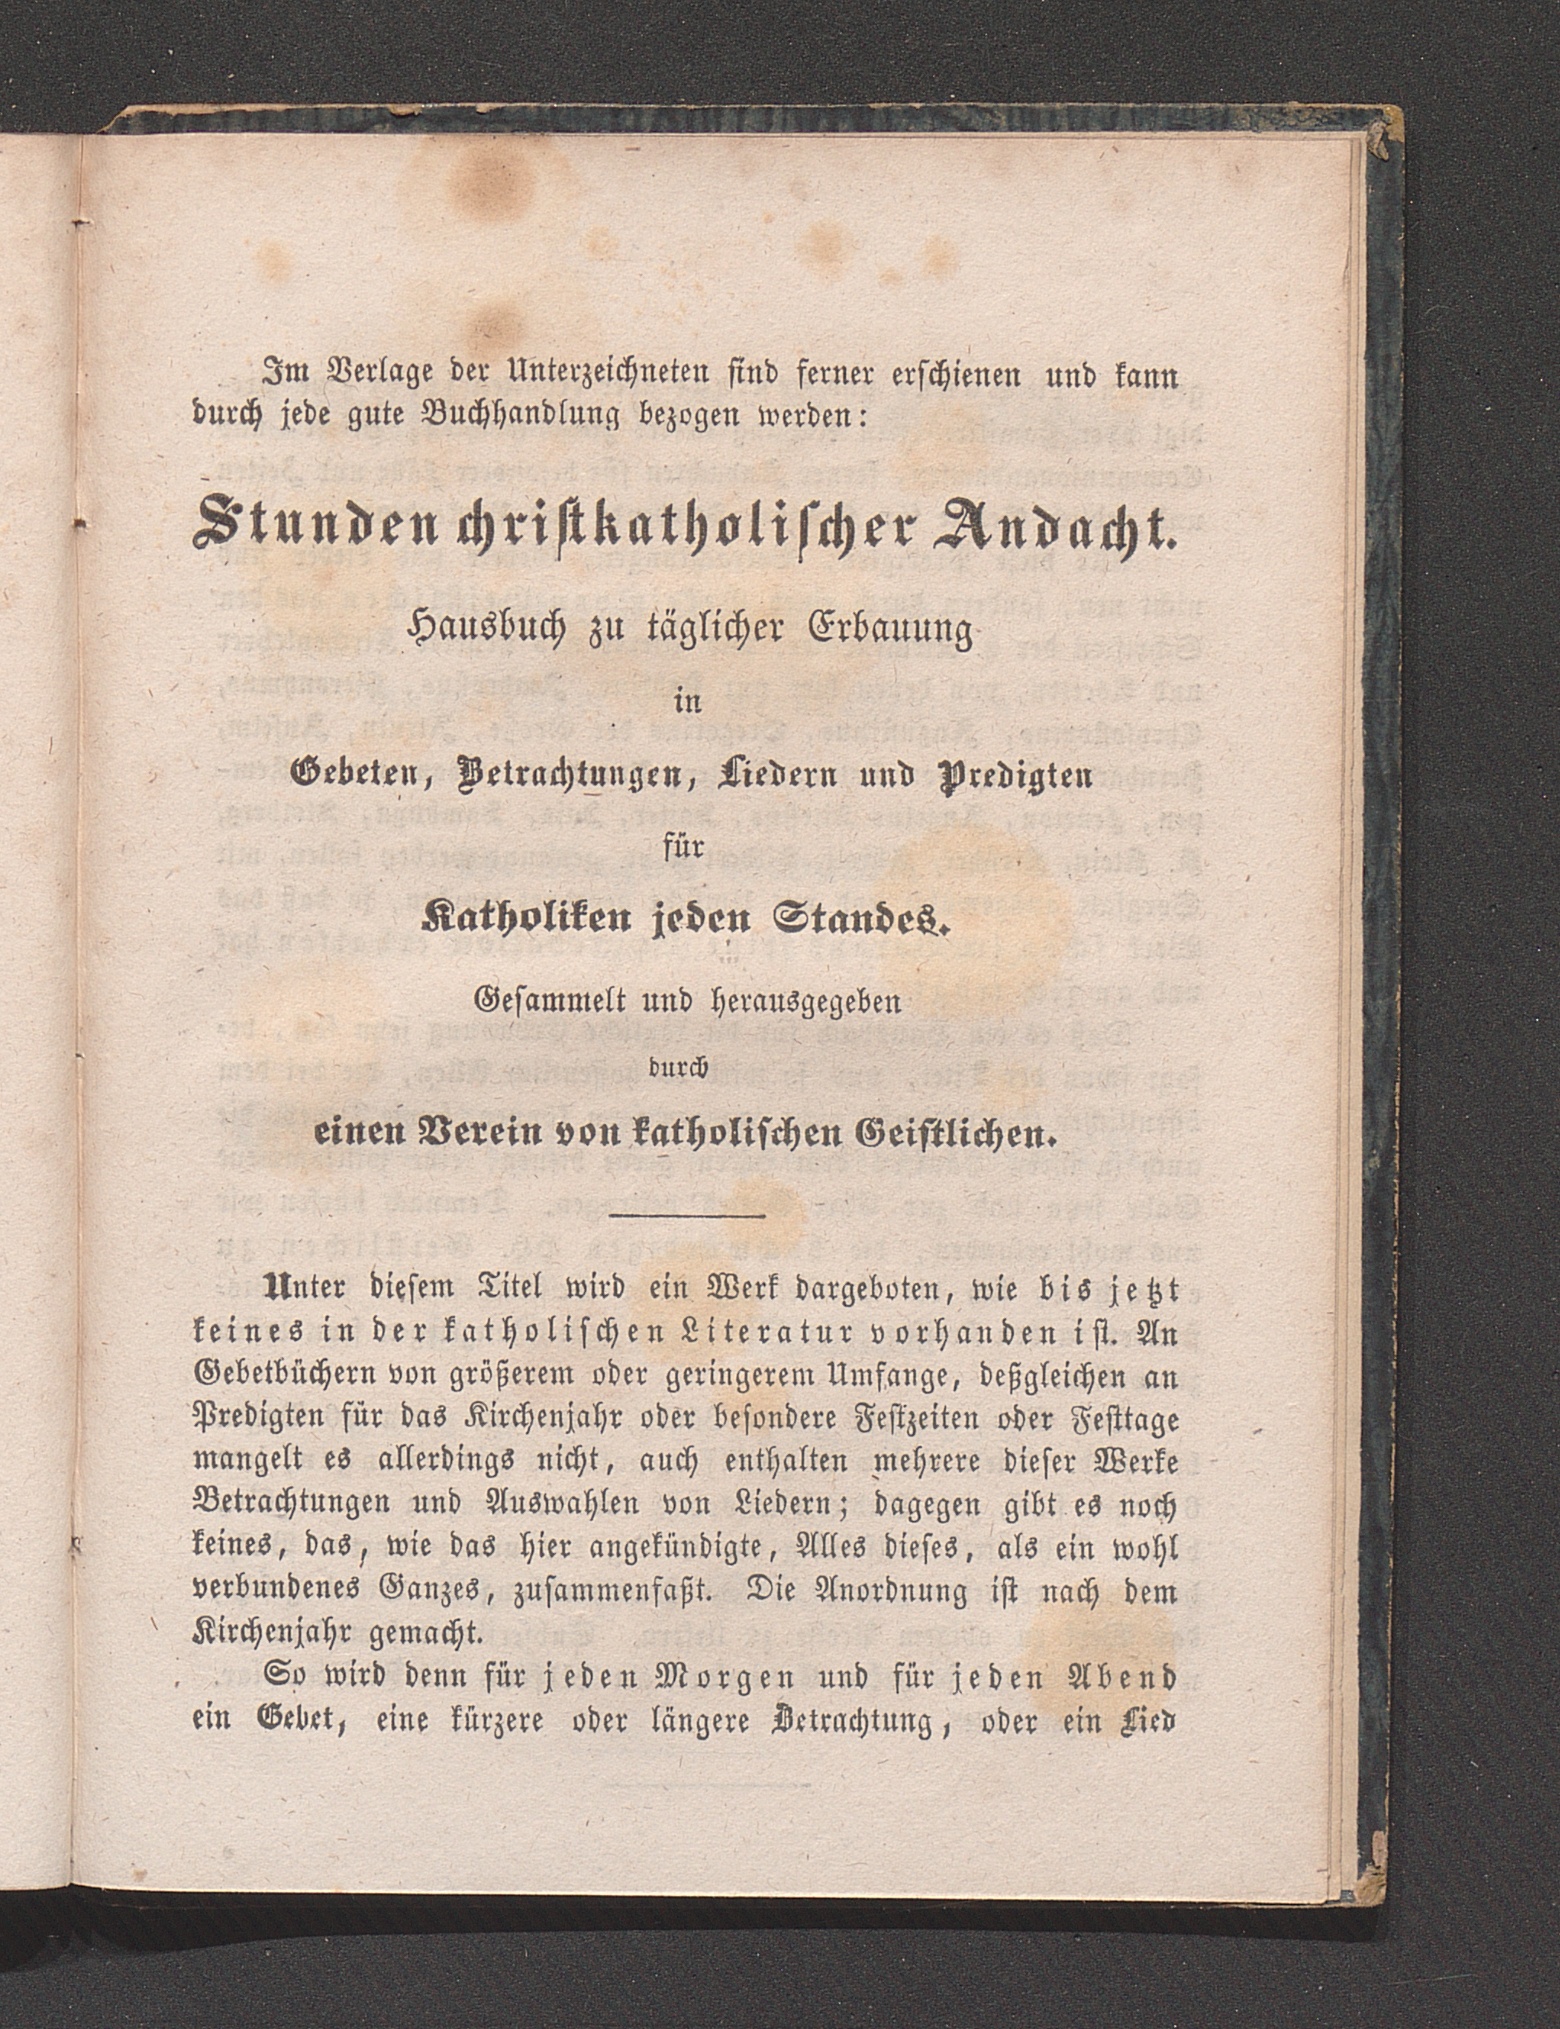 Im Verlage der Unterzeichneten sind ferner erschienen und kann
durch jede gute Buchhandlung bezogen werden:
Stunden christkatholischer Andacht.
Hausbuch zu täglicher Erbauung
in
Gebeten, Betrachtungen, Liedern und Predigten
für
Katholiken jeden Standes.
Gesammelt und herausgegeben
durch
einen Verein von katholischen Geistlichen.
Unter diesem Titel wird ein Werk dargeboten, wie bis jetzt
keines in der katholischen Literatur vorhanden ist. An
Gebetbüchern von größerem oder geringerem Umfange, deßgleichen an
Predigten für das Kirchenjahr oder besondere Festzeiten oder Festtage
mangelt es allerdings nicht, auch enthalten mehrere dieser Werke
Betrachtungen und Auswahlen von Liedern; dagegen gibt es noch
keines, das, wie das hier angekündigte, Alles dieses, als ein wohl
verbundenes Ganzes, zusammenfaßt. Die Anordnung ist nach dem
Kirchenjahr gemacht.
So wird denn für jeden Morgen und für jeden Abend
ein Gebet, eine kürzere oder längere Betrachtung, oder ein Lied